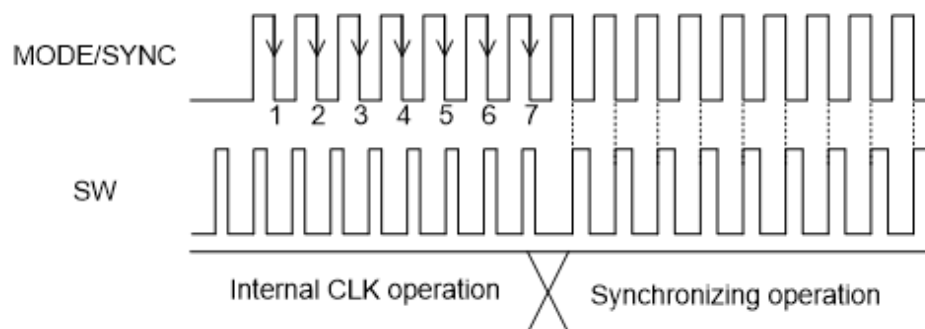 MODE/SYNC
1 2 3 4 5 6 7
SW
Internal CLK operation
Synchronizing operation